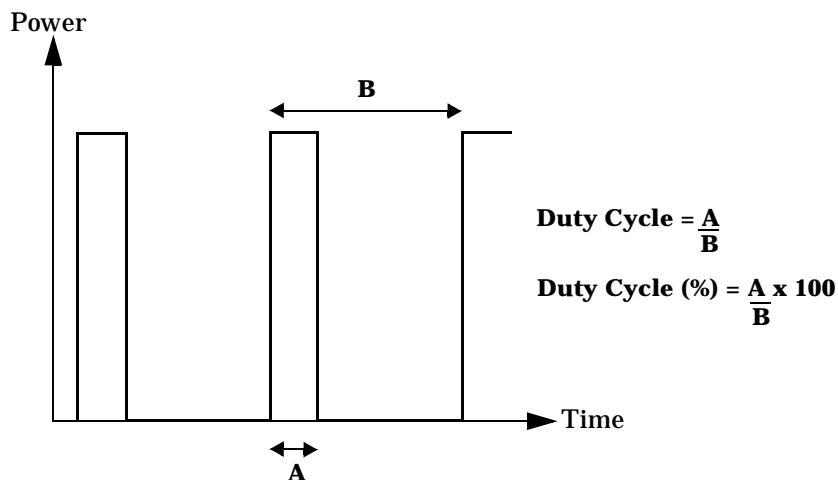 Power
B
Duty Cycle = A
B
Duty Cycle (%) = A x 100
B
Time
A